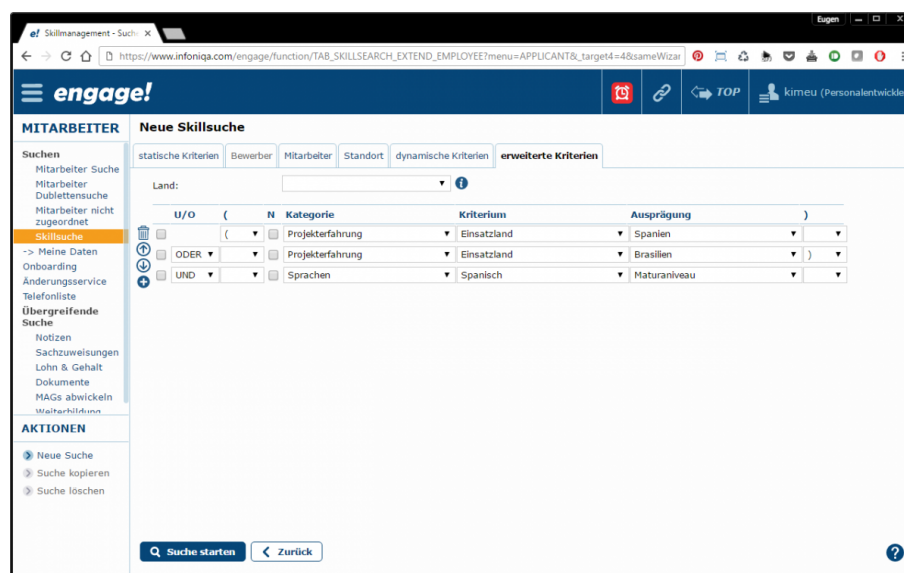 Eugen
e! Skillmanagement - Such
https://www.infoniqa.com/engage/function/TAB_SKILLSEARCH_EXTEND_EMPLOYEE?menu=APPLICANT&_target4=4&sameWizar
engage!
TOP
kimeu (Personalentwickle
MITARBEITER
Suchen
Mitarbeiter Suche
Mitarbeiter
Dublettensuche
Mitarbeiter nicht
zugeordnet
Skillsuche
-> Meine Daten
Onboarding
Änderungsservice
Telefonliste
Übergreifende
Suche
Notizen
Sachzuweisungen
Lohn & Gehalt
Dokumente
MAGs abwickeln
Weiterbildung
AKTIONEN
Neue Suche
Suche kopieren
Suche löschen
Neue Skillsuche
statische Kriterien Bewerber Mitarbeiter Standort dynamische Kriterien erweiterte Kriterien
Land:
U/O ( N Kategorie Kriterium Ausprägung )
( Projekterfahrung Einsatzland Spanien
ODER Projekterfahrung Einsatzland Brasilien )
UND Sprachen Spanisch Maturaniveau
Suche starten Zurück
?